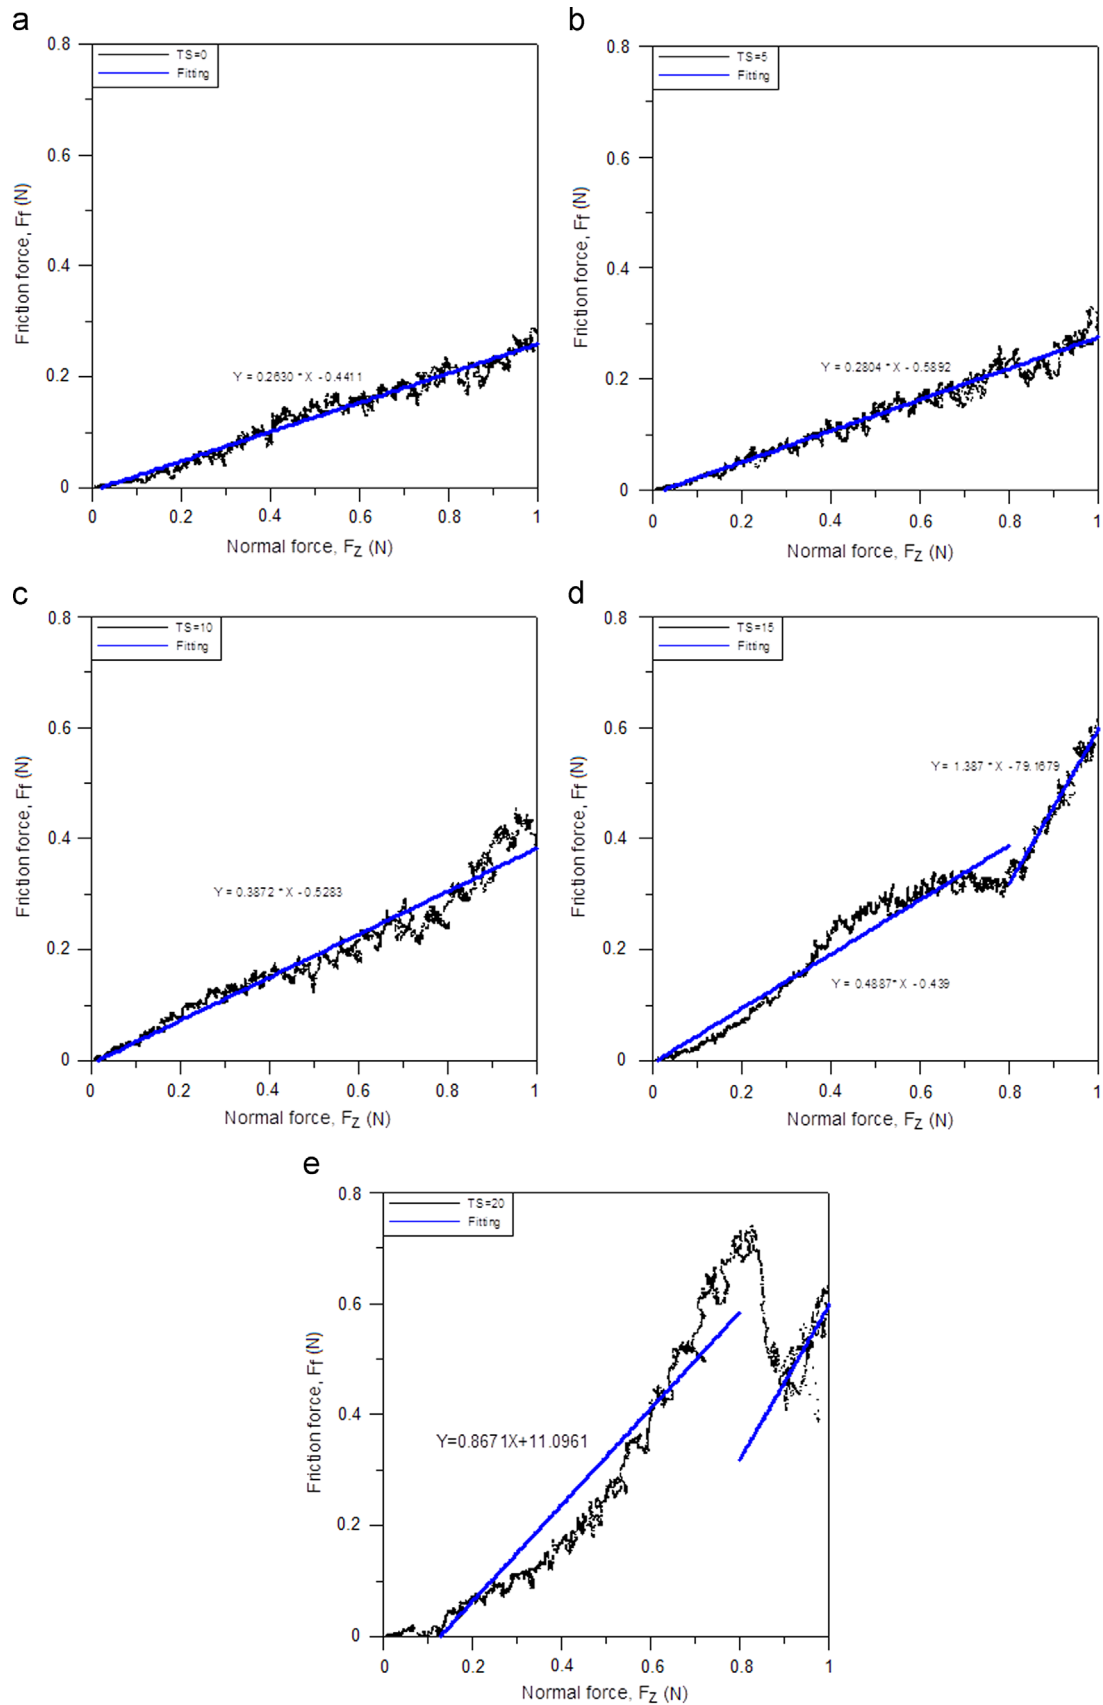 a
TS=0
Fitting
0.8
0.6
0.4
0.2
0
Friction force, Ff (N)
Y = 0.2630 * X - 0.4411
0 0.2 0.4 0.6 0.8 1
Normal force, Fz (N)
b
TS=5
Fitting
0.8
0.6
0.4
0.2
0
Friction force, Ff (N)
Y = 0.2804 * X - 0.5892
0 0.2 0.4 0.6 0.8 1
Normal force, Fz (N)
c
TS=10
Fitting
0.8
0.6
0.4
0.2
0
Friction force, Ff (N)
Y = 0.3872 * X - 0.5283
0 0.2 0.4 0.6 0.8 1
Normal force, Fz (N)
d
TS=15
Fitting
0.8
0.6
0.4
0.2
0
Friction force, Ff (N)
Y = 1.387 * X - 79.1679
Y = 0.4887 * X - 0.439
0 0.2 0.4 0.6 0.8 1
Normal force, Fz (N)
e
TS=20
Fitting
0.8
0.6
0.4
0.2
0
Friction force, Ff (N)
Y=0.8671X+11.0961
0 0.2 0.4 0.6 0.8 1
Normal force, Fz (N)